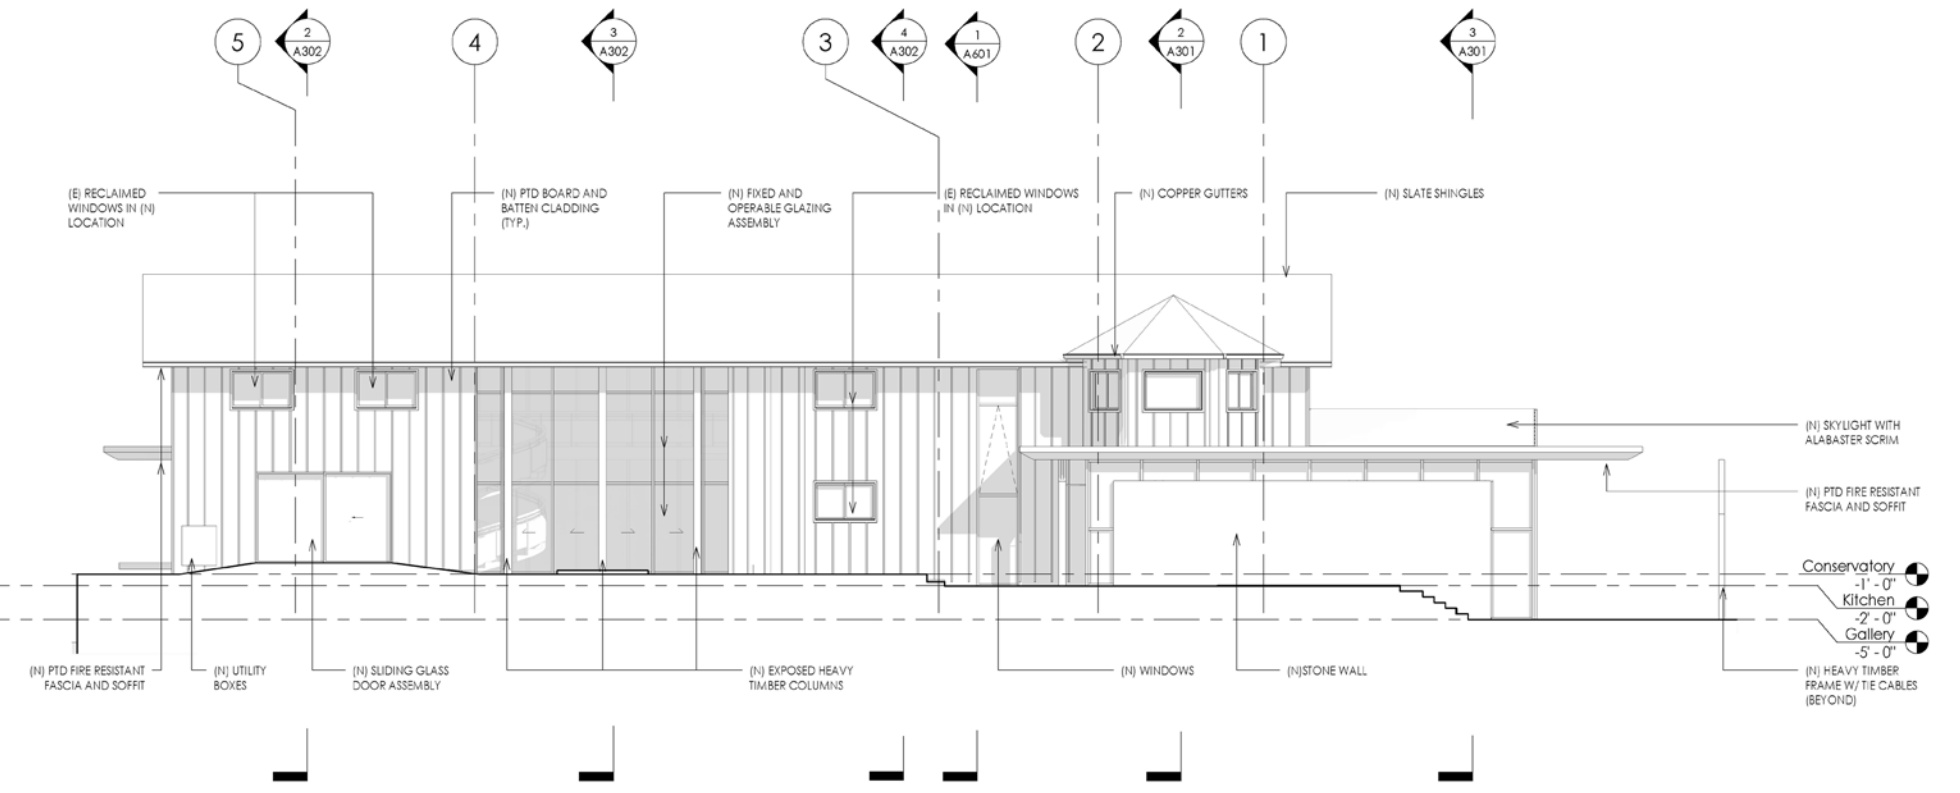 5
2
A302
4
3
A302
3
4
A302
1
A601
2
2
A301
1
3
A301
(E) RECLAIMED
WINDOWS IN (N)
LOCATION
(N) PTD BOARD AND
BATTEN CLADDING
(TYP.)
(N) FIXED AND
OPERABLE GLAZING
ASSEMBLY
(E) RECLAIMED WINDOWS
IN (N) LOCATION
(N) COPPER GUTTERS
(N) SLATE SHINGLES
(N) SKYLIGHT WITH
ALABASTER SCRIM
(N) PTD FIRE RESISTANT
FASCIA AND SOFFIT
Conservatory
-1' - 0"
Kitchen
-2' - 0"
Gallery
-5' - 0"
(N) PTD FIRE RESISTANT
FASCIA AND SOFFIT
(N) UTILITY
BOXES
(N) SLIDING GLASS
DOOR ASSEMBLY
(N) EXPOSED HEAVY
TIMBER COLUMNS
(N) WINDOWS
(N)STONE WALL
(N) HEAVY TIMBER
FRAME W/ TIE CABLES
(BEYOND)